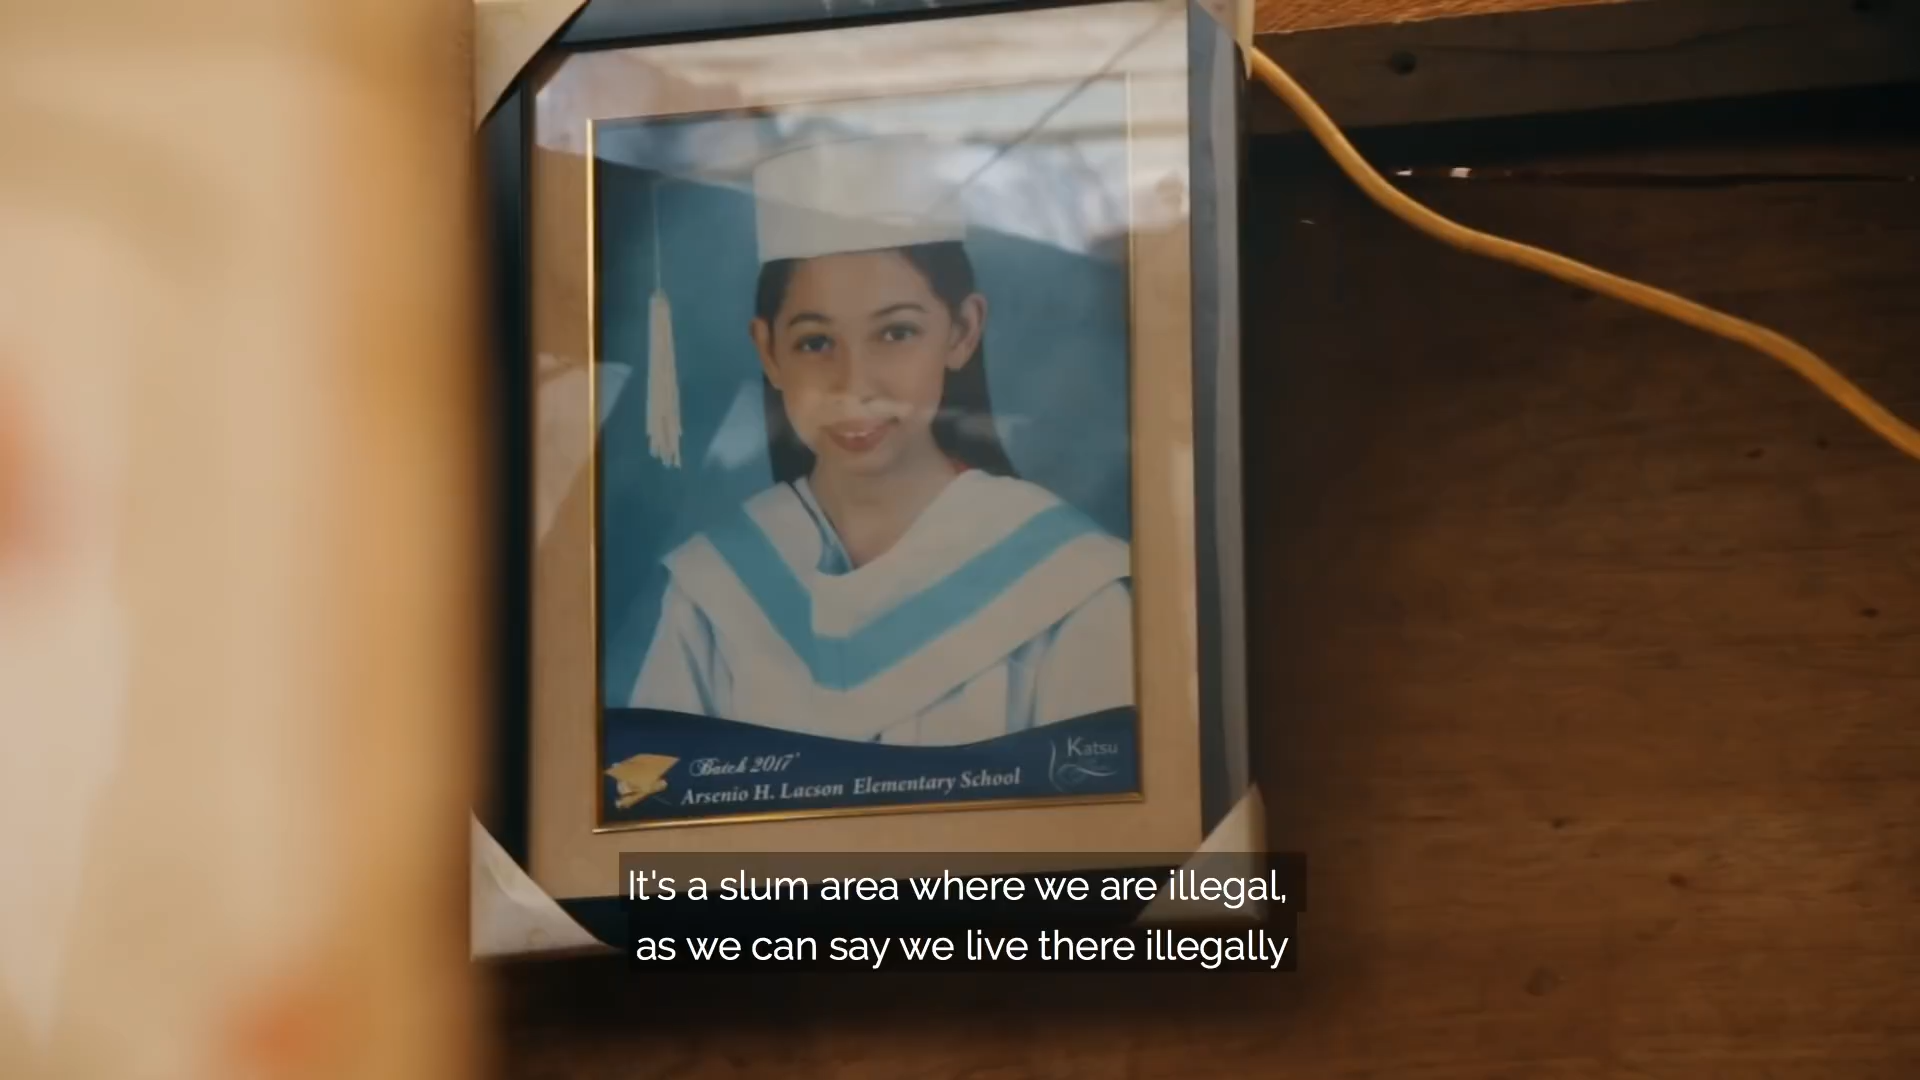 Batch 2017'
Arsenio H. Lacson Elementary School
Katsu
It's a slum area where we are illegal,
as we can say we live there illegally